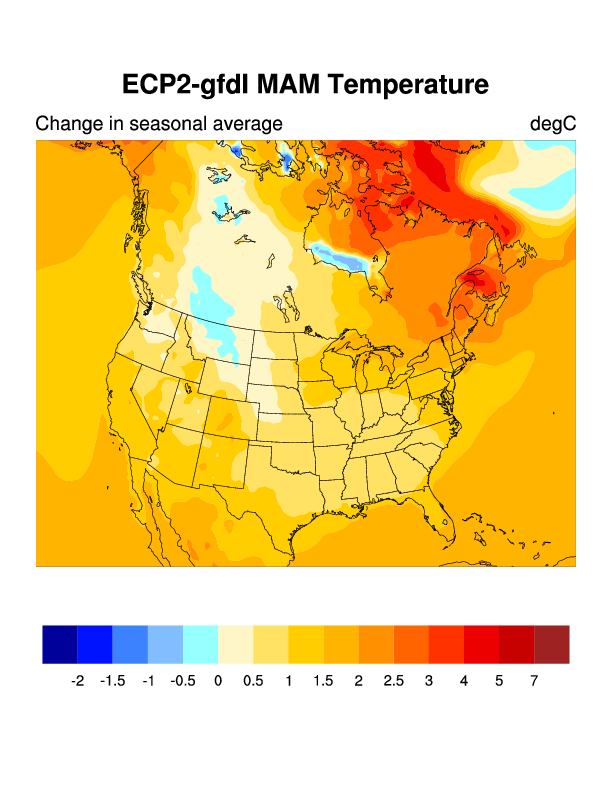 ECP2-gfdl MAM Temperature
Change in seasonal average degC
-2 -1.5 -1 -0.5 0 0.5 1 1.5 2 2.5 3 4 5 7